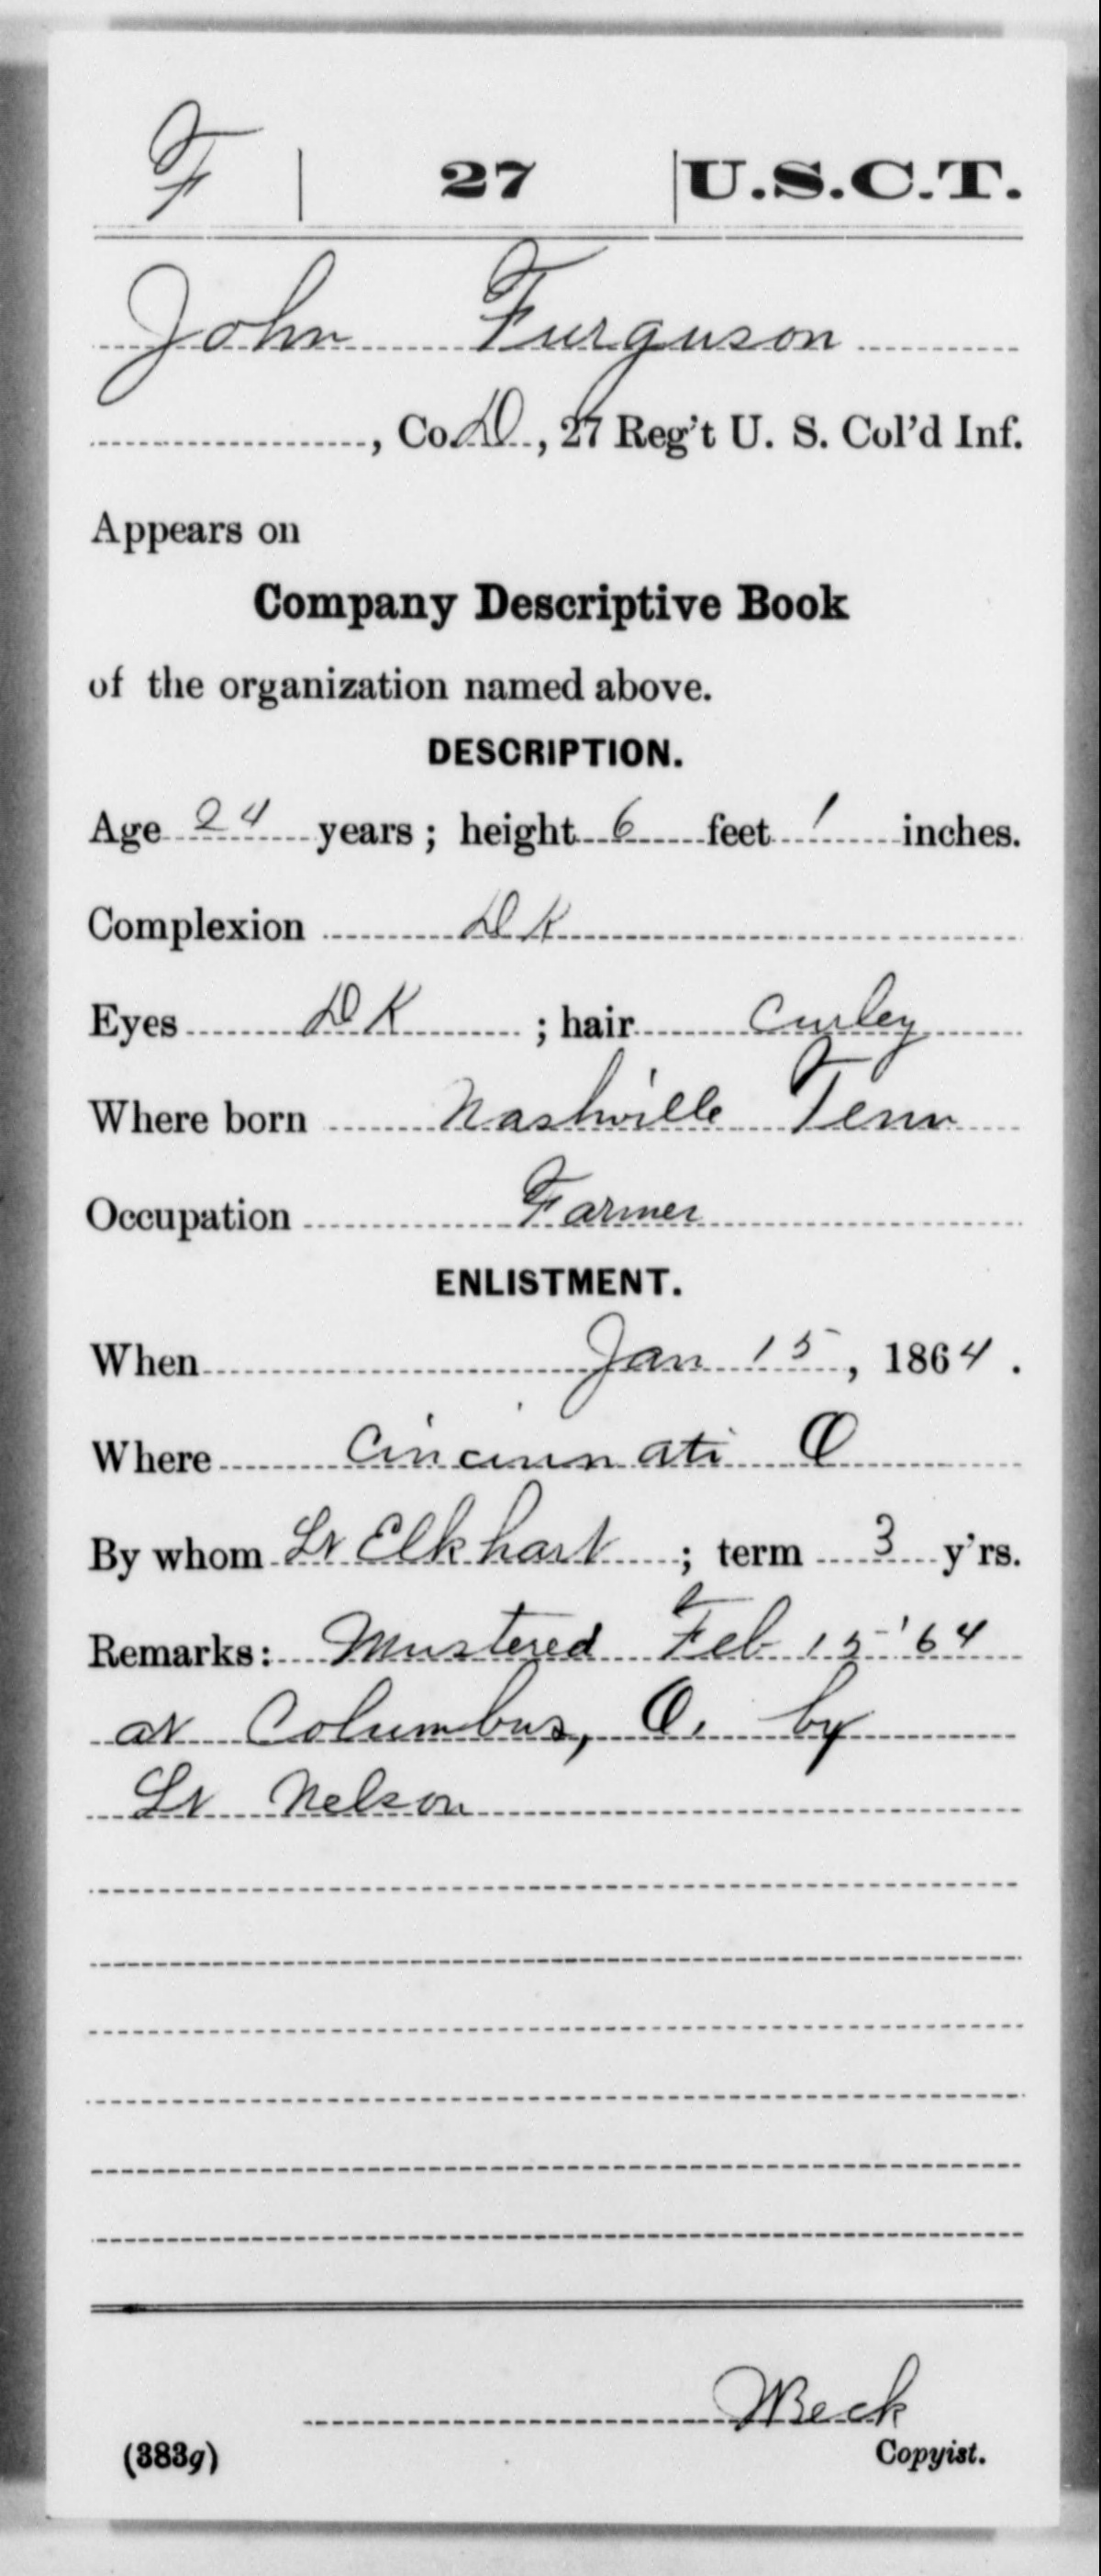 F | 27 | U.S.C.T.
John Furguson
, Co. D, 27 Reg't U. S. Col'd Inf.
Appears on
Company Descriptive Book
of the organization named above.
DESCRIPTION.
Age 24 years; height 6 feet 1 inches.
Complexion DK
Eyes DK; hair Curley
Where born Nashville Tenn
Occupation Farmer
ENLISTMENT.
When Jan 15, 1864.
Where Cincinnati O
By whom Lt Elkhart; term 3 y'rs.
Remarks: Mustered Feb 15 '64
at Columbus, O. by
Lt Nelson
WBeck
(383g) Copyist.